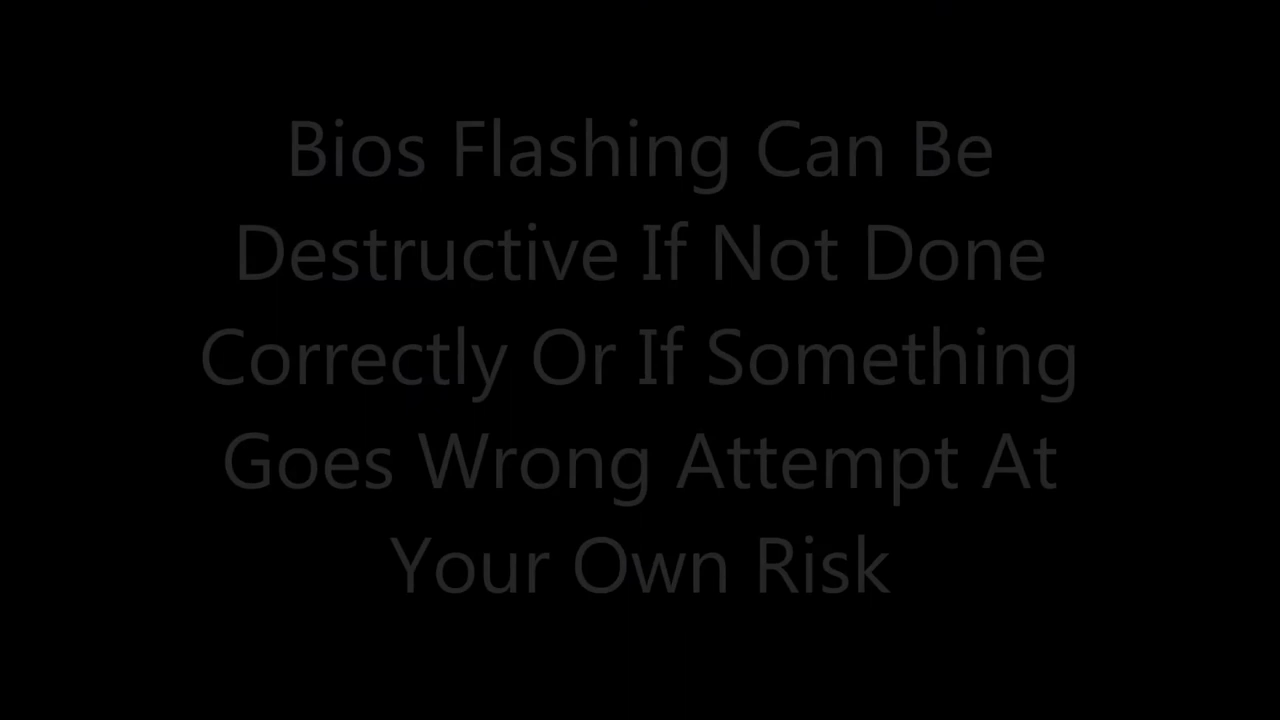 Bios Flashing Can Be
Destructive If Not Done
Correctly Or If Something
Goes Wrong Attempt At
Your Own Risk